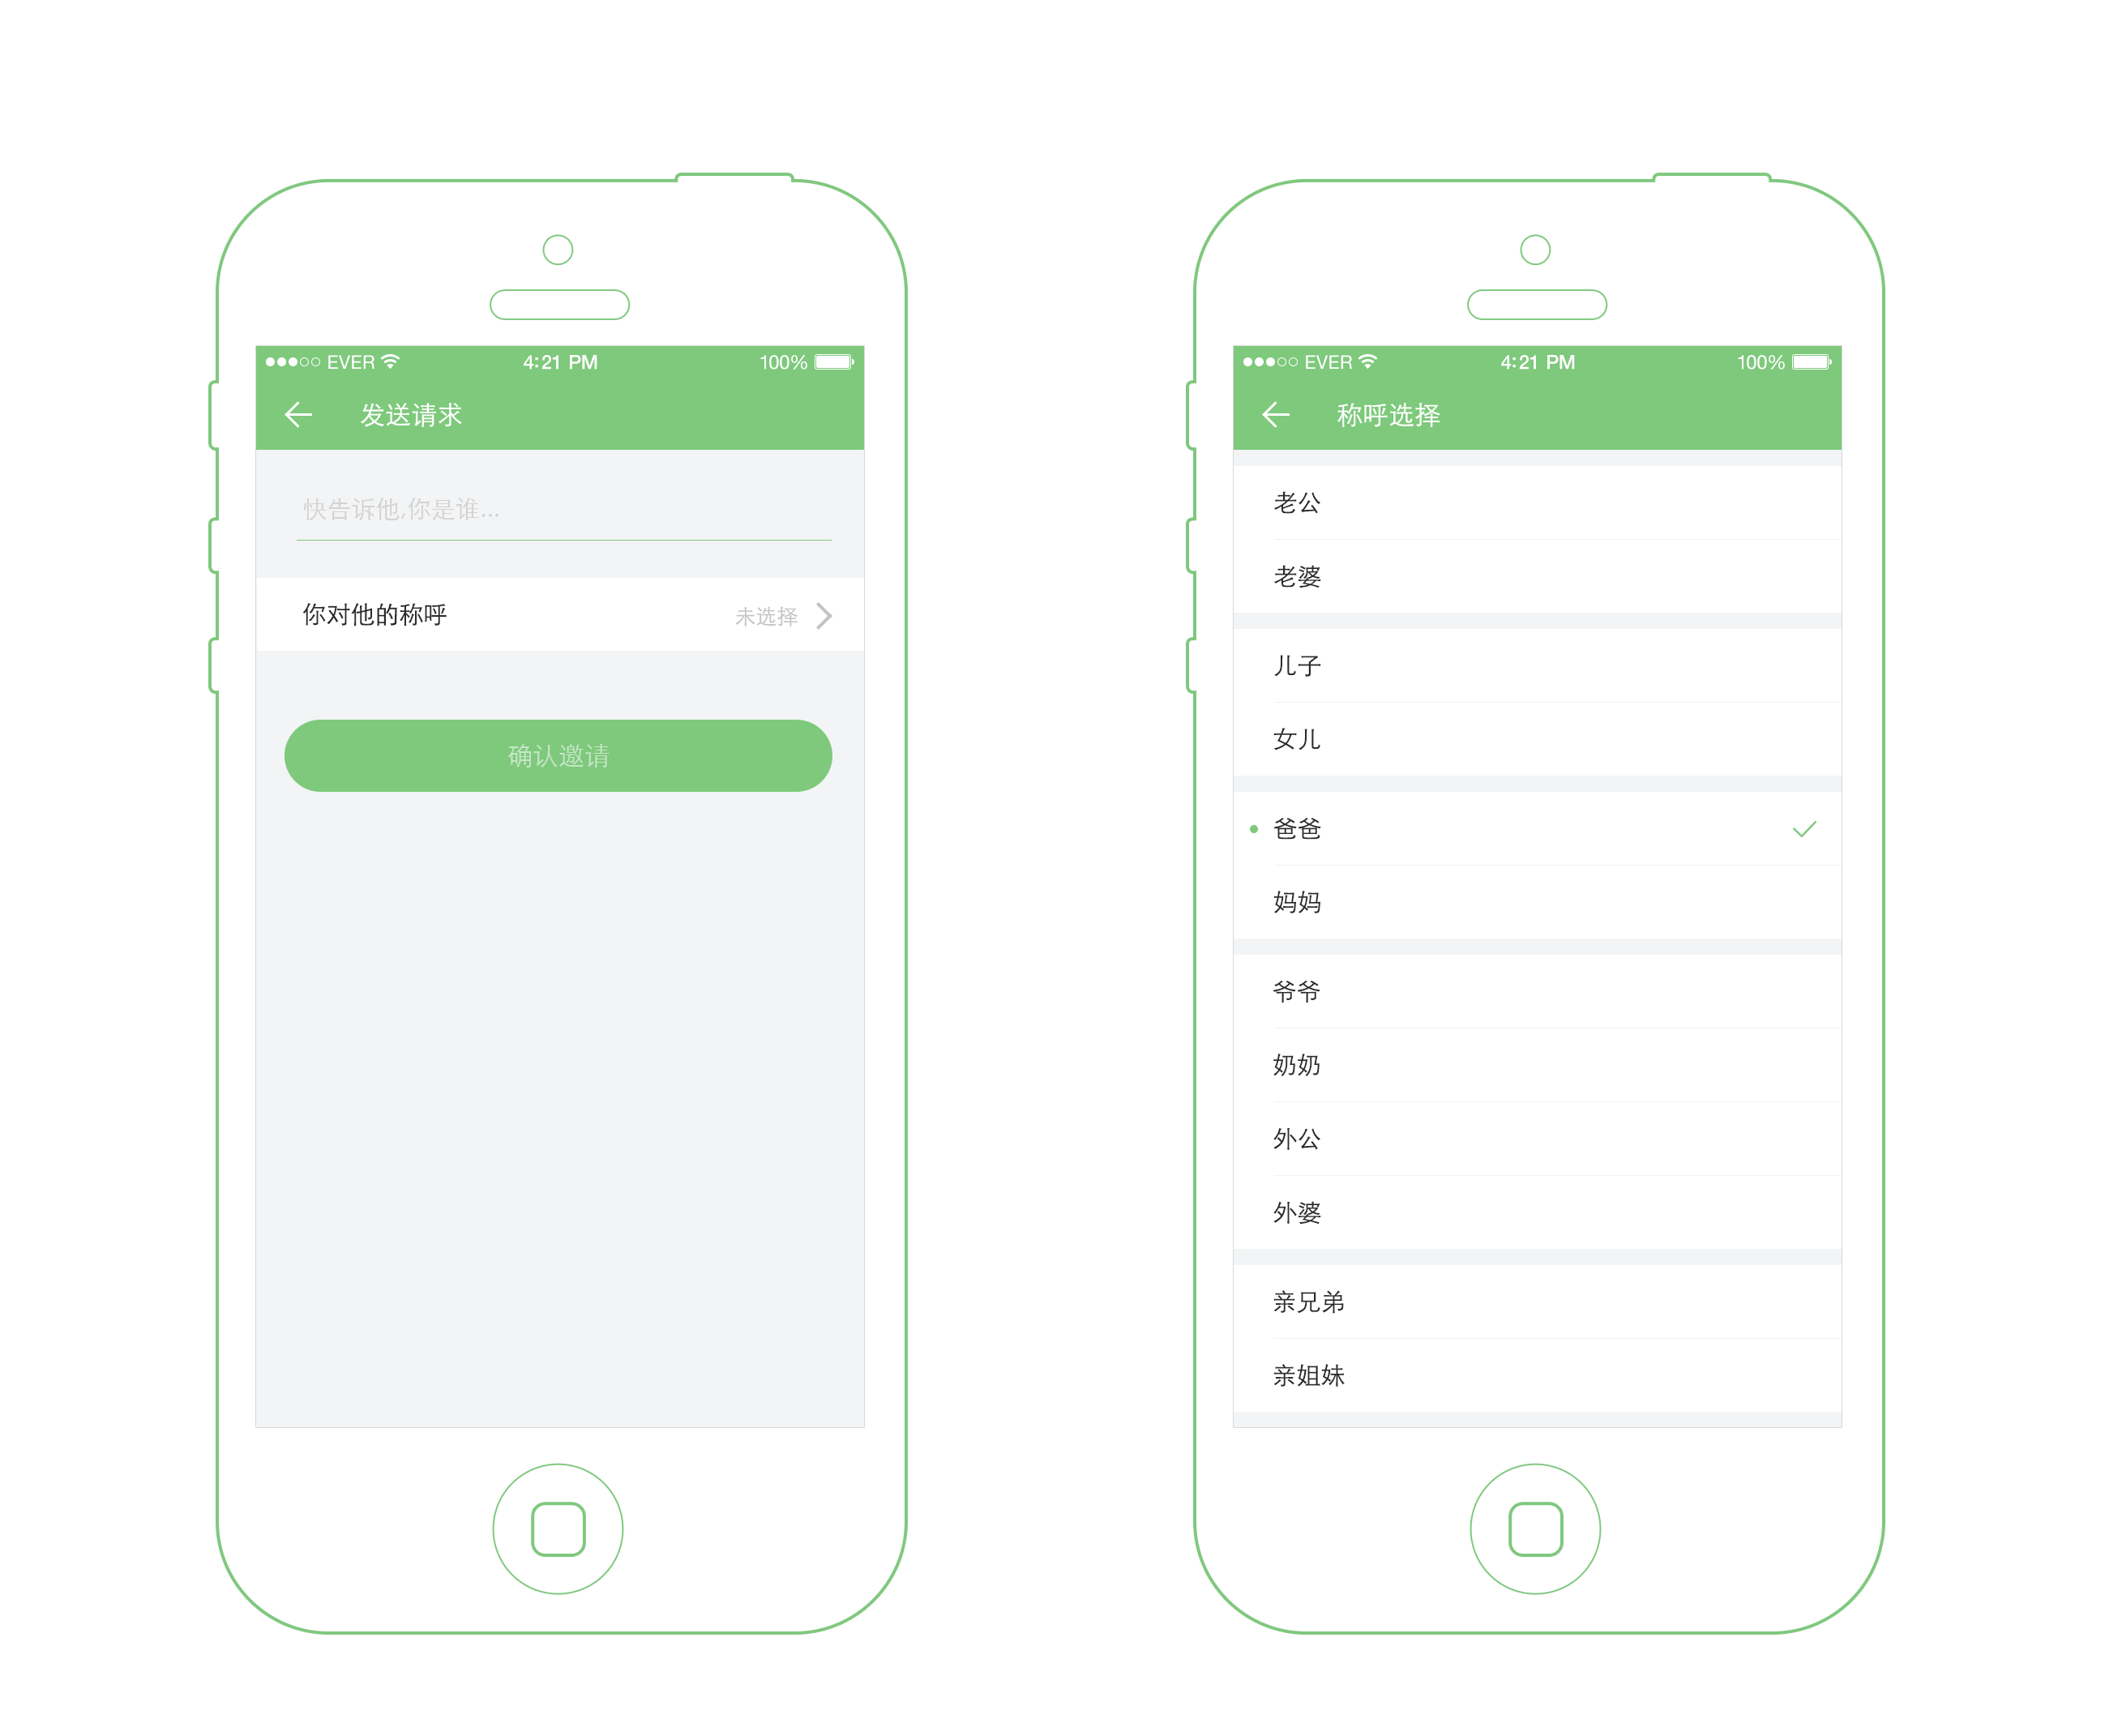 EVER 4:21 PM 100%
发送请求
快告诉他,你是谁...
你对他的称呼 未选择
确认邀请
EVER 4:21 PM 100%
称呼选择
老公
老婆
儿子
女儿
爸爸
妈妈
爷爷
奶奶
外公
外婆
亲兄弟
亲姐妹